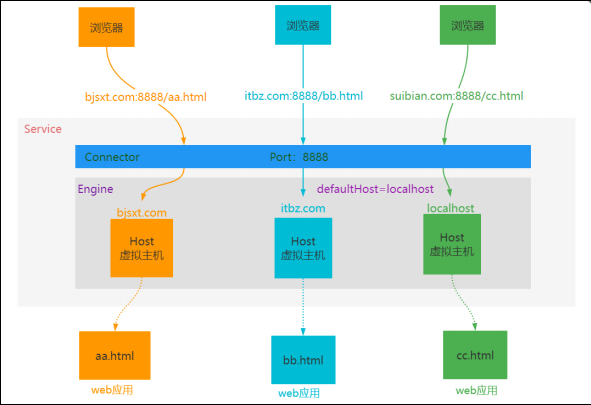 浏览器
浏览器
浏览器
bjsxt.com:8888/aa.html
itbz.com:8888/bb.html
suibian.com:8888/cc.html
Service
Connector
Port: 8888
Engine
defaultHost=localhost
bjsxt.com
itbz.com
localhost
Host
虚拟主机
Host
虚拟主机
Host
虚拟主机
aa.html
bb.html
cc.html
web应用
web应用
web应用